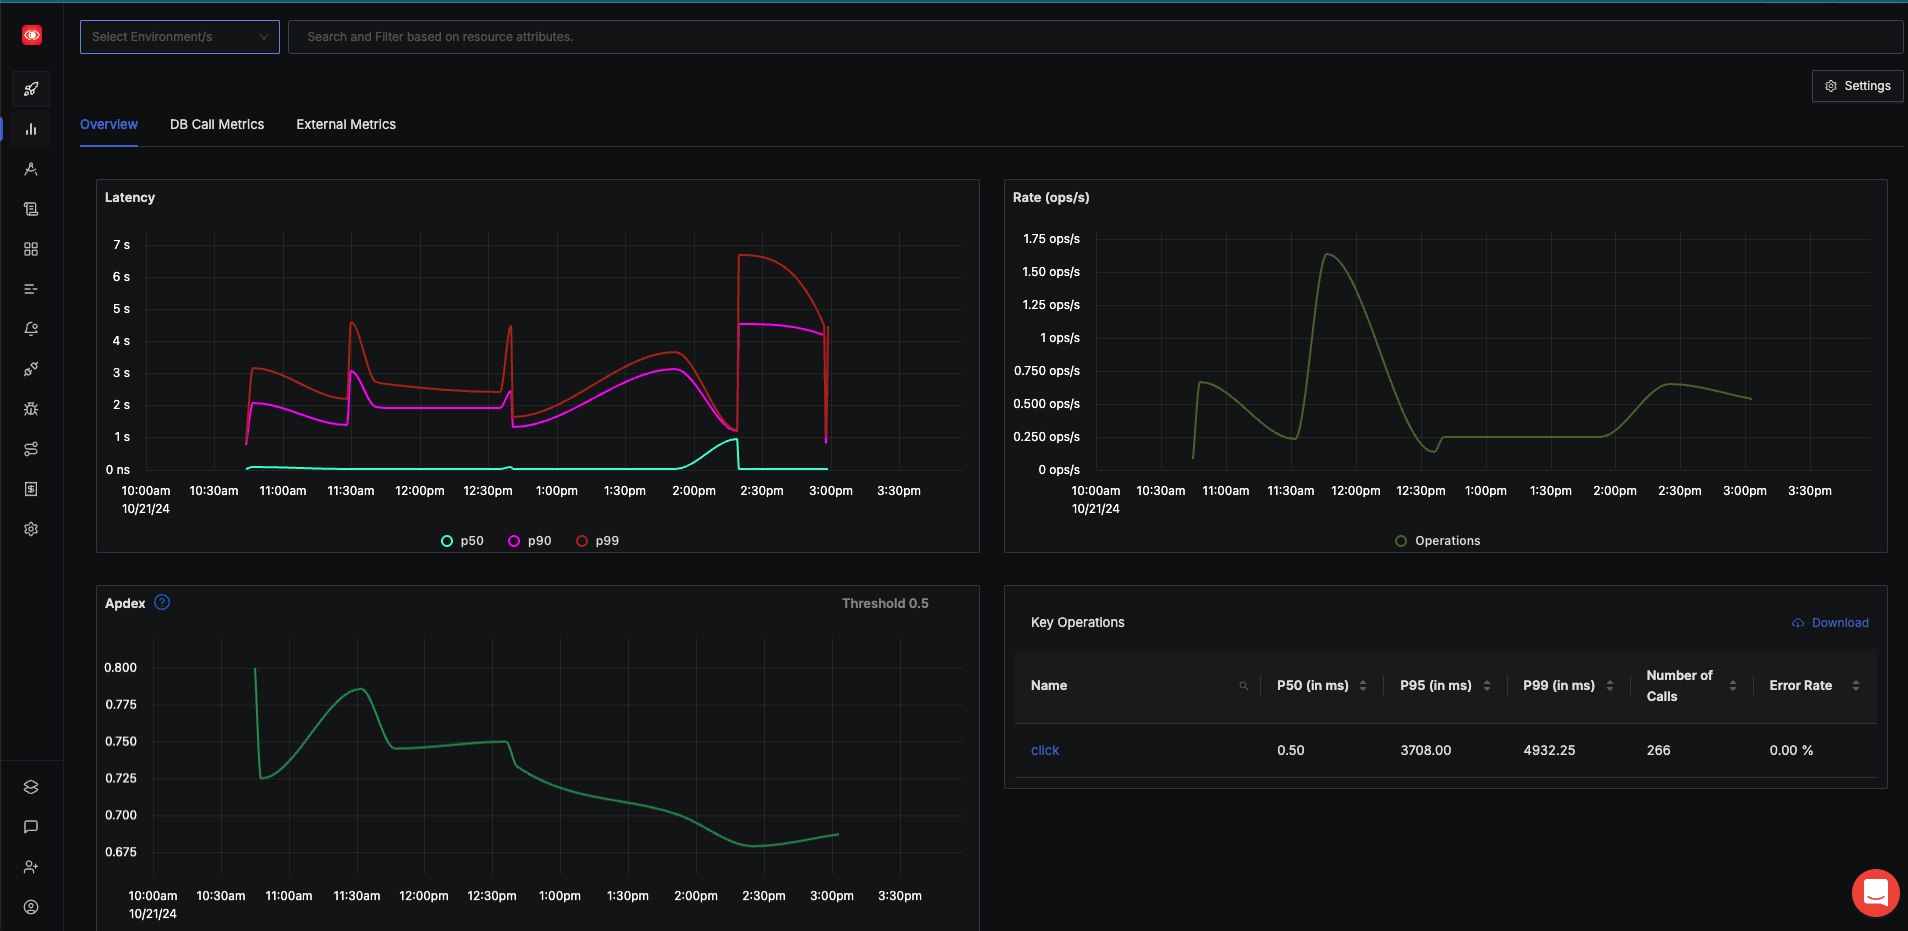 Select Environment/s
Search and Filter based on resource attributes.
Settings
Overview
DB Call Metrics
External Metrics
Latency
7 s
6 s
5 s
4 s
3 s
2 s
1 s
0 ns
10:00am 10:30am 11:00am 11:30am 12:00pm 12:30pm 1:00pm 1:30pm 2:00pm 2:30pm 3:00pm 3:30pm
10/21/24
p50 p90 p99
Rate (ops/s)
1.75 ops/s
1.50 ops/s
1.25 ops/s
1 ops/s
0.750 ops/s
0.500 ops/s
0.250 ops/s
0 ops/s
10:00am 10:30am 11:00am 11:30am 12:00pm 12:30pm 1:00pm 1:30pm 2:00pm 2:30pm 3:00pm 3:30pm
10/21/24
Operations
Apdex ?
Threshold 0.5
0.800
0.775
0.750
0.725
0.700
0.675
10:00am 10:30am 11:00am 11:30am 12:00pm 12:30pm 1:00pm 1:30pm 2:00pm 2:30pm 3:00pm 3:30pm
10/21/24
Key Operations
Download
Name
P50 (in ms)
P95 (in ms)
P99 (in ms)
Number of
Calls
Error Rate
click 0.50 3708.00 4932.25 266 0.00 %